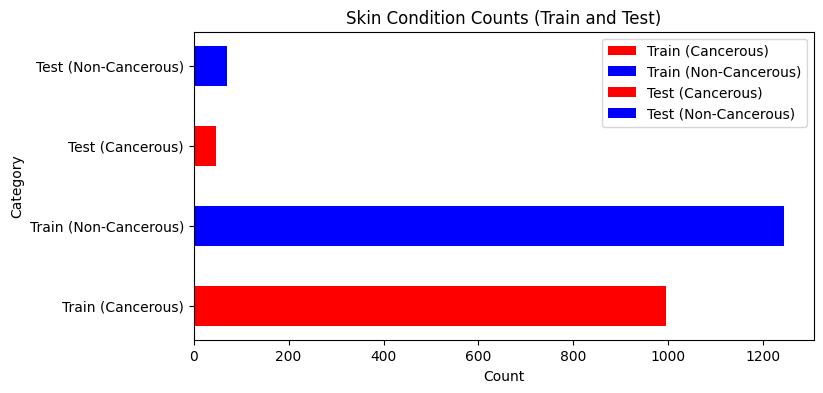 Skin Condition Counts (Train and Test)
Train (Cancerous)
Train (Non-Cancerous)
Test (Cancerous)
Test (Non-Cancerous)
Category
Test (Non-Cancerous)
Test (Cancerous)
Train (Non-Cancerous)
Train (Cancerous)
0 200 400 600 800 1000 1200
Count